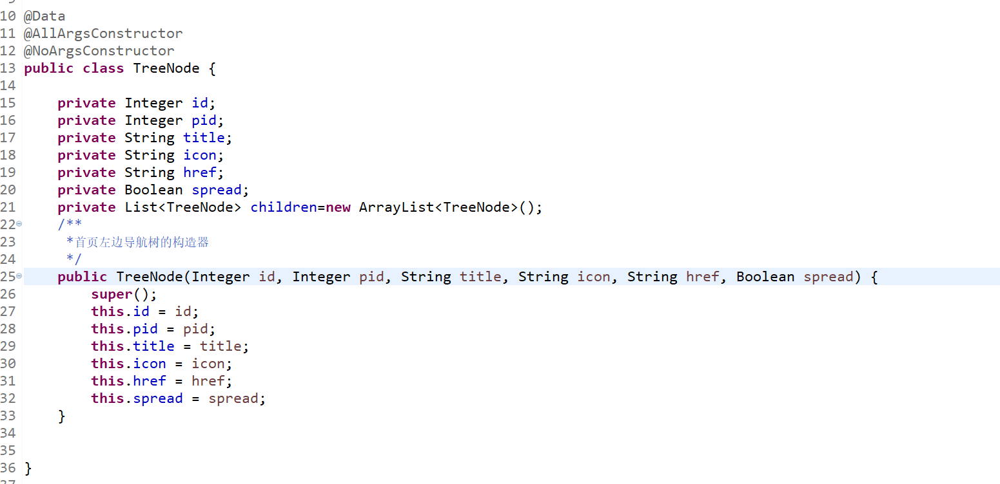 10 @Data
11 @AllArgsConstructor
12 @NoArgsConstructor
13 public class TreeNode {
14
15     private Integer id;
16     private Integer pid;
17     private String title;
18     private String icon;
19     private String href;
20     private Boolean spread;
21     private List<TreeNode> children=new ArrayList<TreeNode>();
22     /**
23      *首页左边导航树的构造器
24      */
25     public TreeNode(Integer id, Integer pid, String title, String icon, String href, Boolean spread) {
26         super();
27         this.id = id;
28         this.pid = pid;
29         this.title = title;
30         this.icon = icon;
31         this.href = href;
32         this.spread = spread;
33     }
34
35
36 }